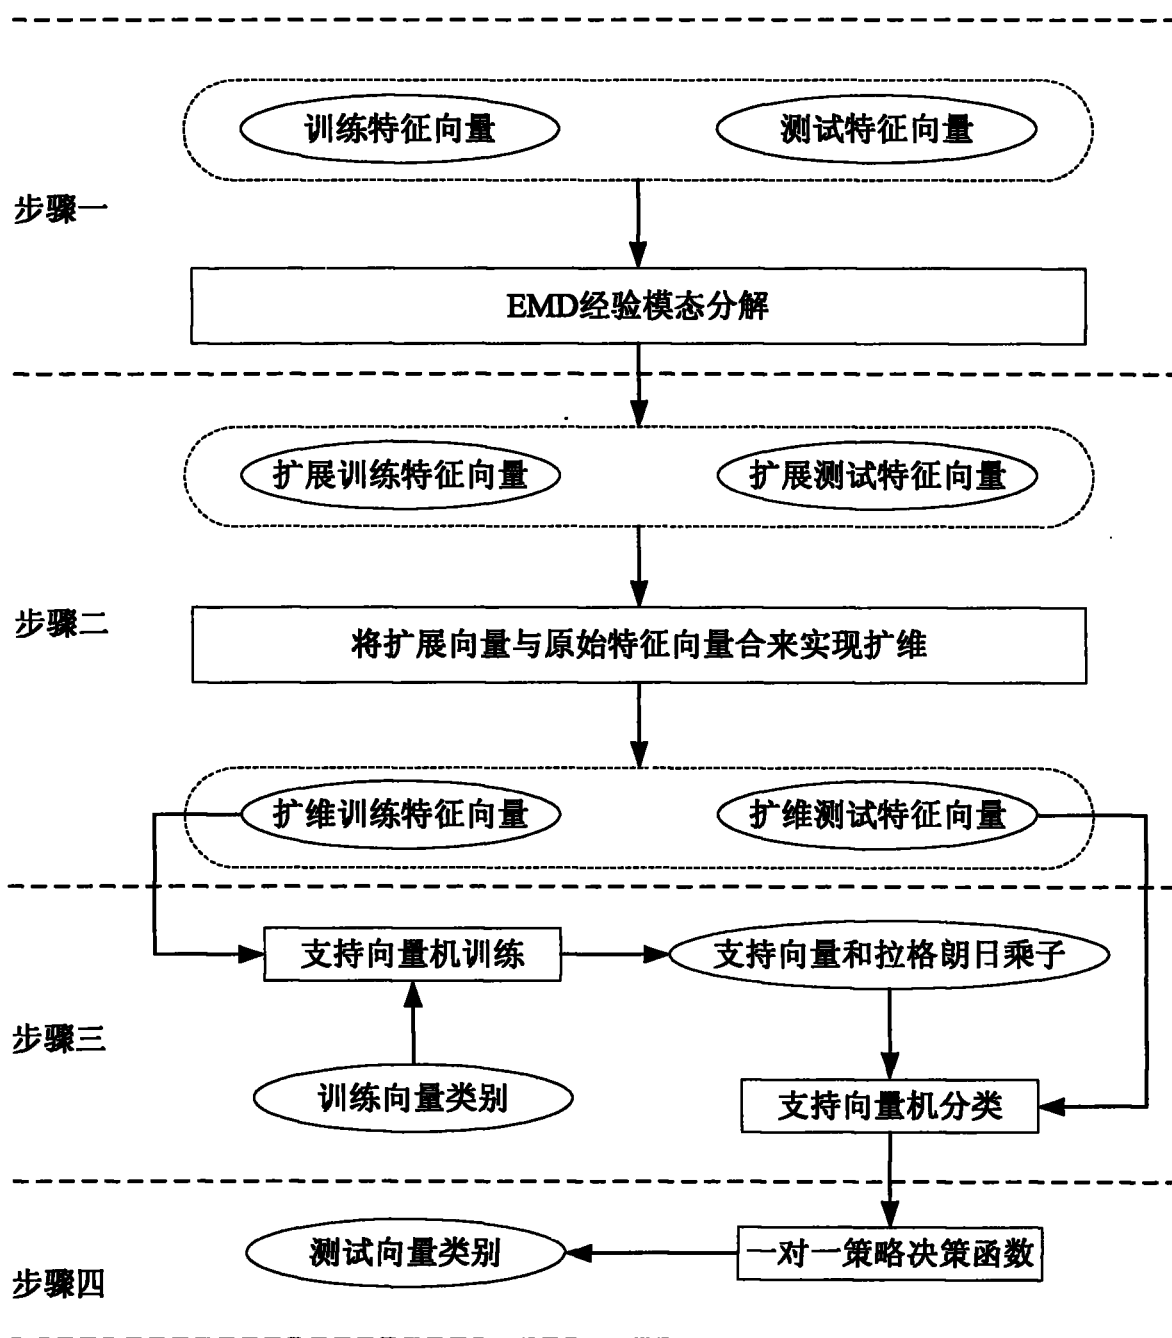 训练特征向量
测试特征向量
步骤一
EMD经验模态分解
扩展训练特征向量
扩展测试特征向量
步骤二
将扩展向量与原始特征向量合来实现扩维
扩维训练特征向量
扩维测试特征向量
支持向量机训练
支持向量和拉格朗日乘子
步骤三
训练向量类别
支持向量机分类
测试向量类别
一对一策略决策函数
步骤四